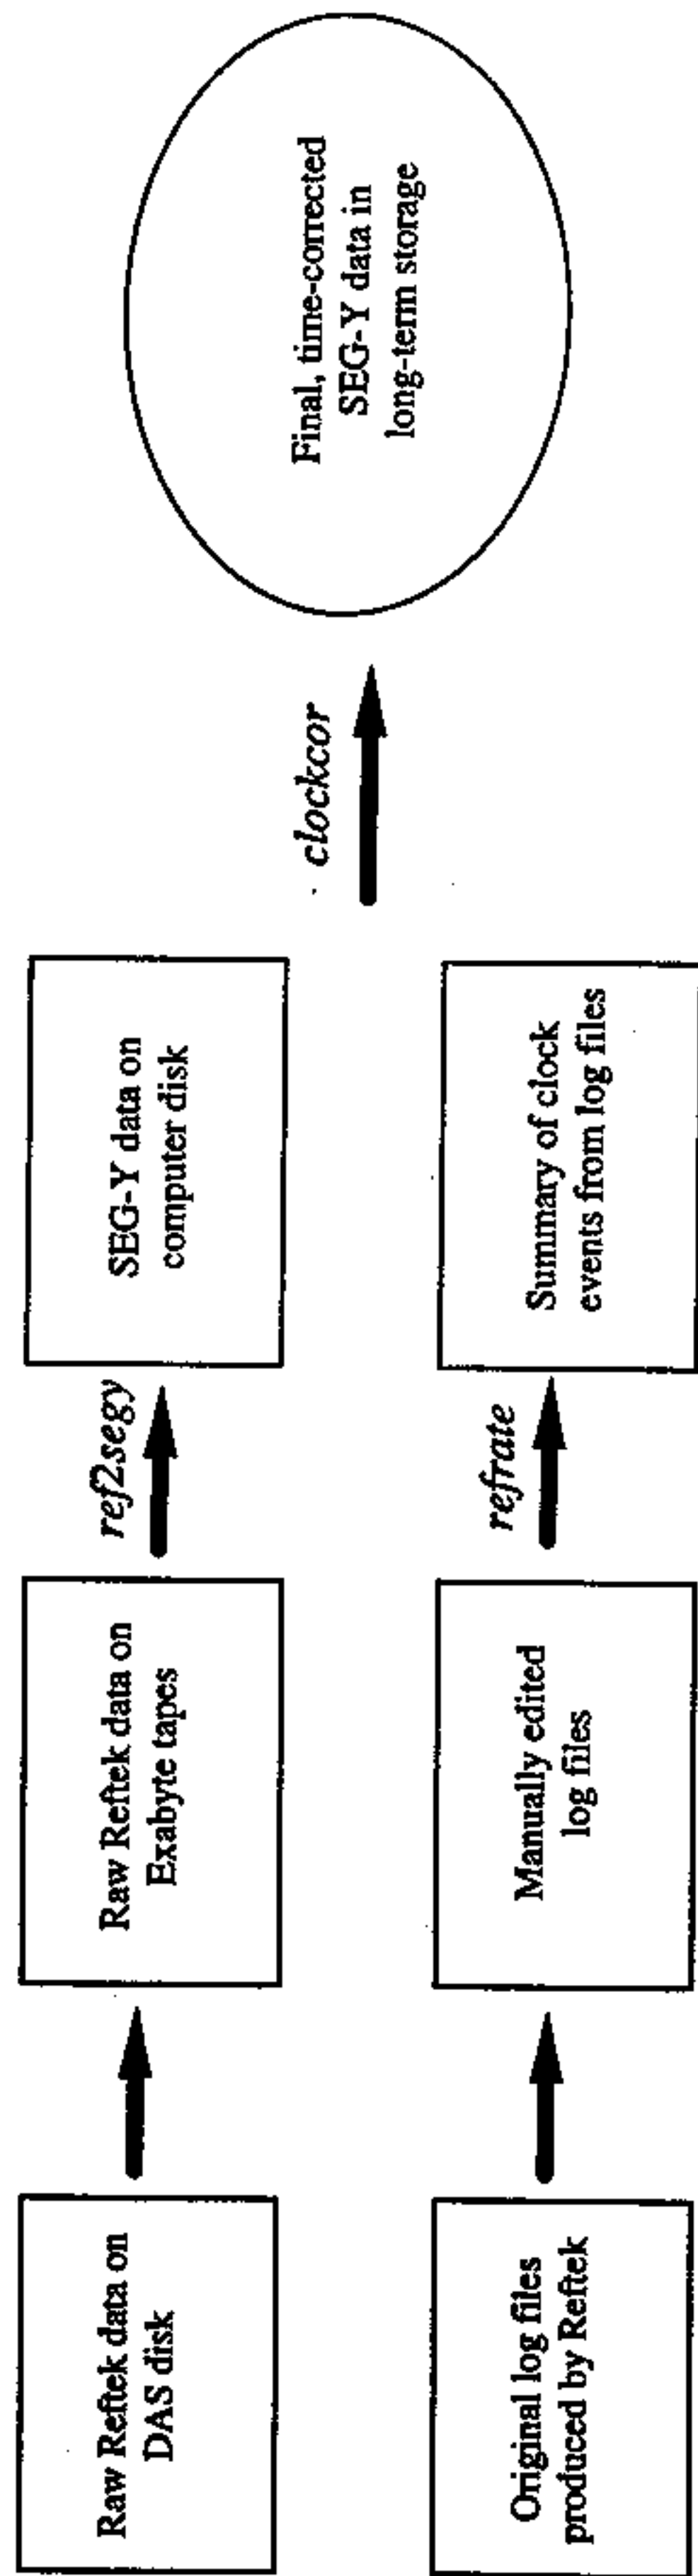 Raw Reftek data on
DAS disk
Raw Reftek data on
Exabyte tapes
ref2segy
SEG-Y data on
computer disk
Original log files
produced by Reftek
Manually edited
log files
refrate
Summary of clock
events from log files
clockcor
Final, time-corrected
SEG-Y data in
long-term storage